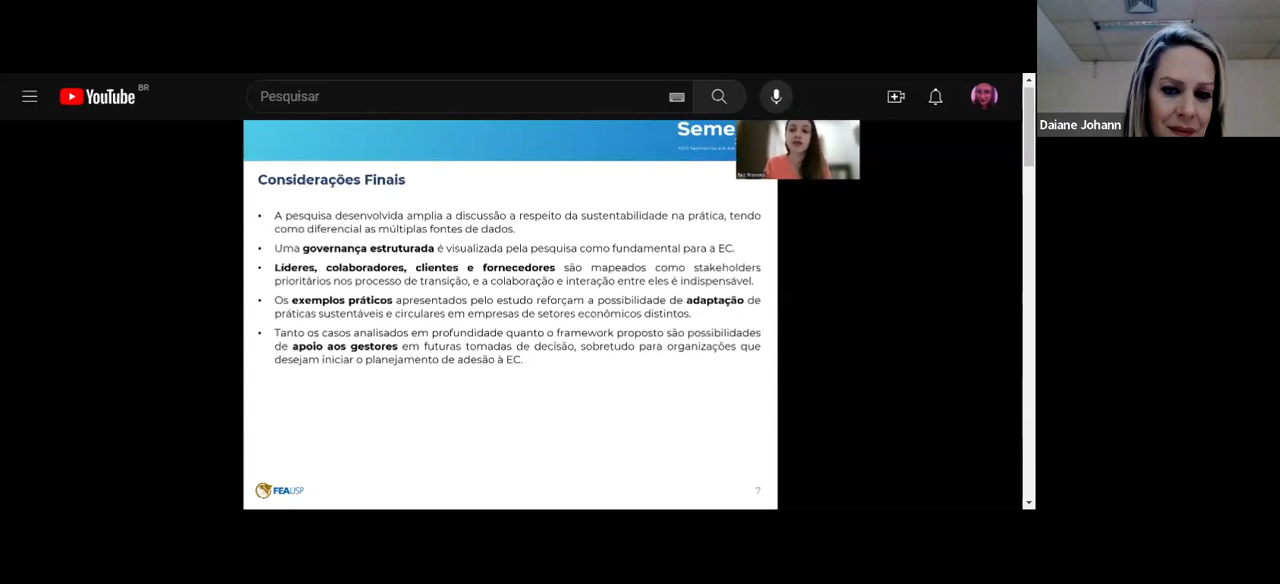 BR
YouTube
Pesquisar
Daiane Johann
Seme
Considerações Finais
• A pesquisa desenvolvida amplia a discussão a respeito da sustentabilidade na prática, tendo
como diferencial as múltiplas fontes de dados.
• Uma governança estruturada é visualizada pela pesquisa como fundamental para a EC.
• Líderes, colaboradores, clientes e fornecedores são mapeados como stakeholders
prioritários nos processo de transição, e a colaboração e interação entre eles é indispensável.
• Os exemplos práticos apresentados pelo estudo reforçam a possibilidade de adaptação de
práticas sustentáveis e circulares em empresas de setores econômicos distintos.
• Tanto os casos analisados em profundidade quanto o framework proposto são possibilidades
de apoio aos gestores em futuras tomadas de decisão, sobretudo para organizações que
desejam iniciar o planejamento de adesão à EC.
FEAUSP
7